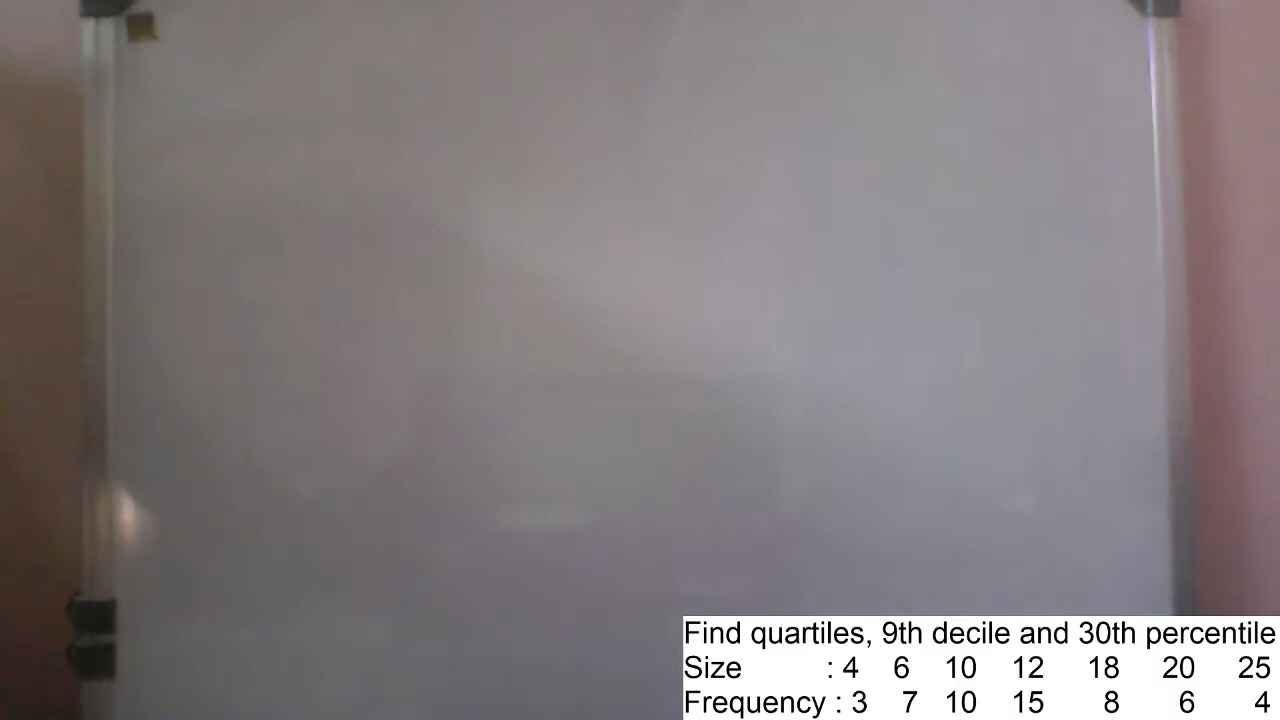 Find quartiles, 9th decile and 30th percentile
Size : 4 6 10 12 18 20 25
Frequency : 3 7 10 15 8 6 4